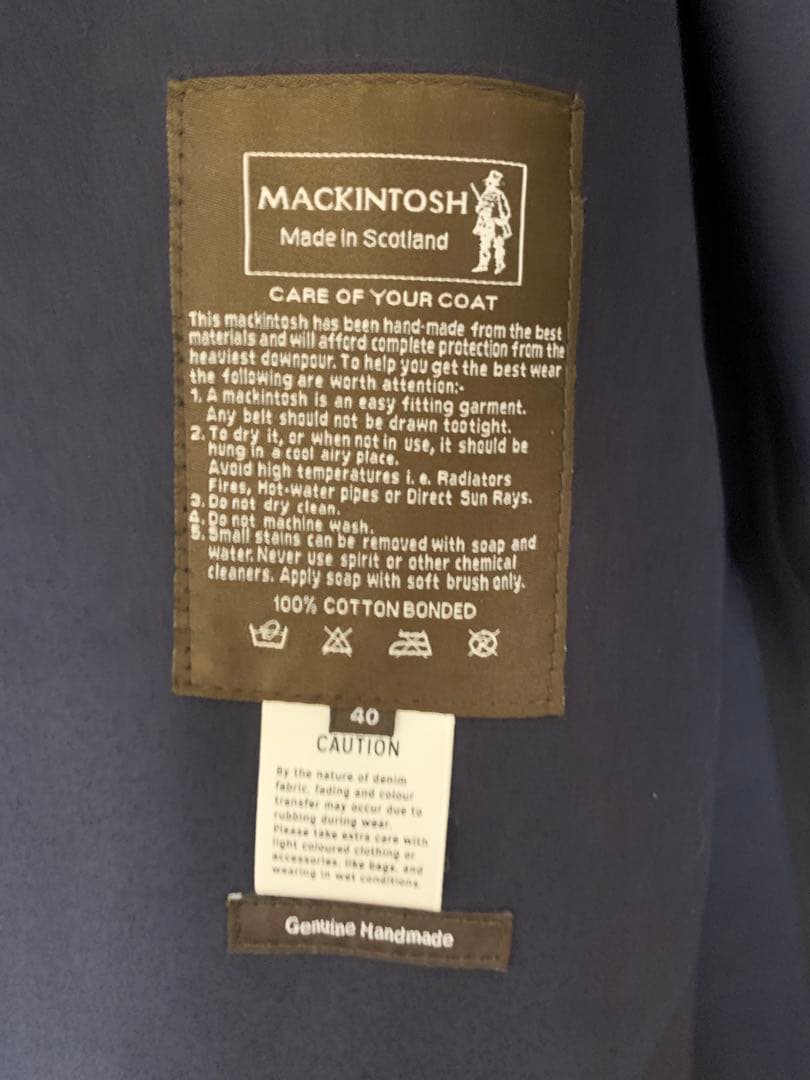 MACKINTOSH
Made In Scotland
CARE OF YOUR COAT
This mackintosh has been hand-made from the best
materials and will afford complete protection from the
heaviest downpour. To help you get the best wear
the following are worth attention:-
1. A mackintosh is an easy fitting garment.
Any belt should not be drawn too tight.
2. To dry it, or when not in use, it should be
hung in a cool airy place.
Avoid high temperatures i. e. Radiators
Fires, Hot-water pipes or Direct Sun Rays.
3. Do not dry clean.
4. Do not machine wash.
5. Small stains can be removed with soap and
water. Never use spirit or other chemical
cleaners. Apply soap with soft brush only.
100% COTTON BONDED
40
CAUTION
By the nature of denim
fabric, fading and colour
transfer may occur due to
rubbing during wear.
Please take extra care with
light coloured clothing or
accessories, like bags, and
wearing in wet conditions.
Genuine Handmade